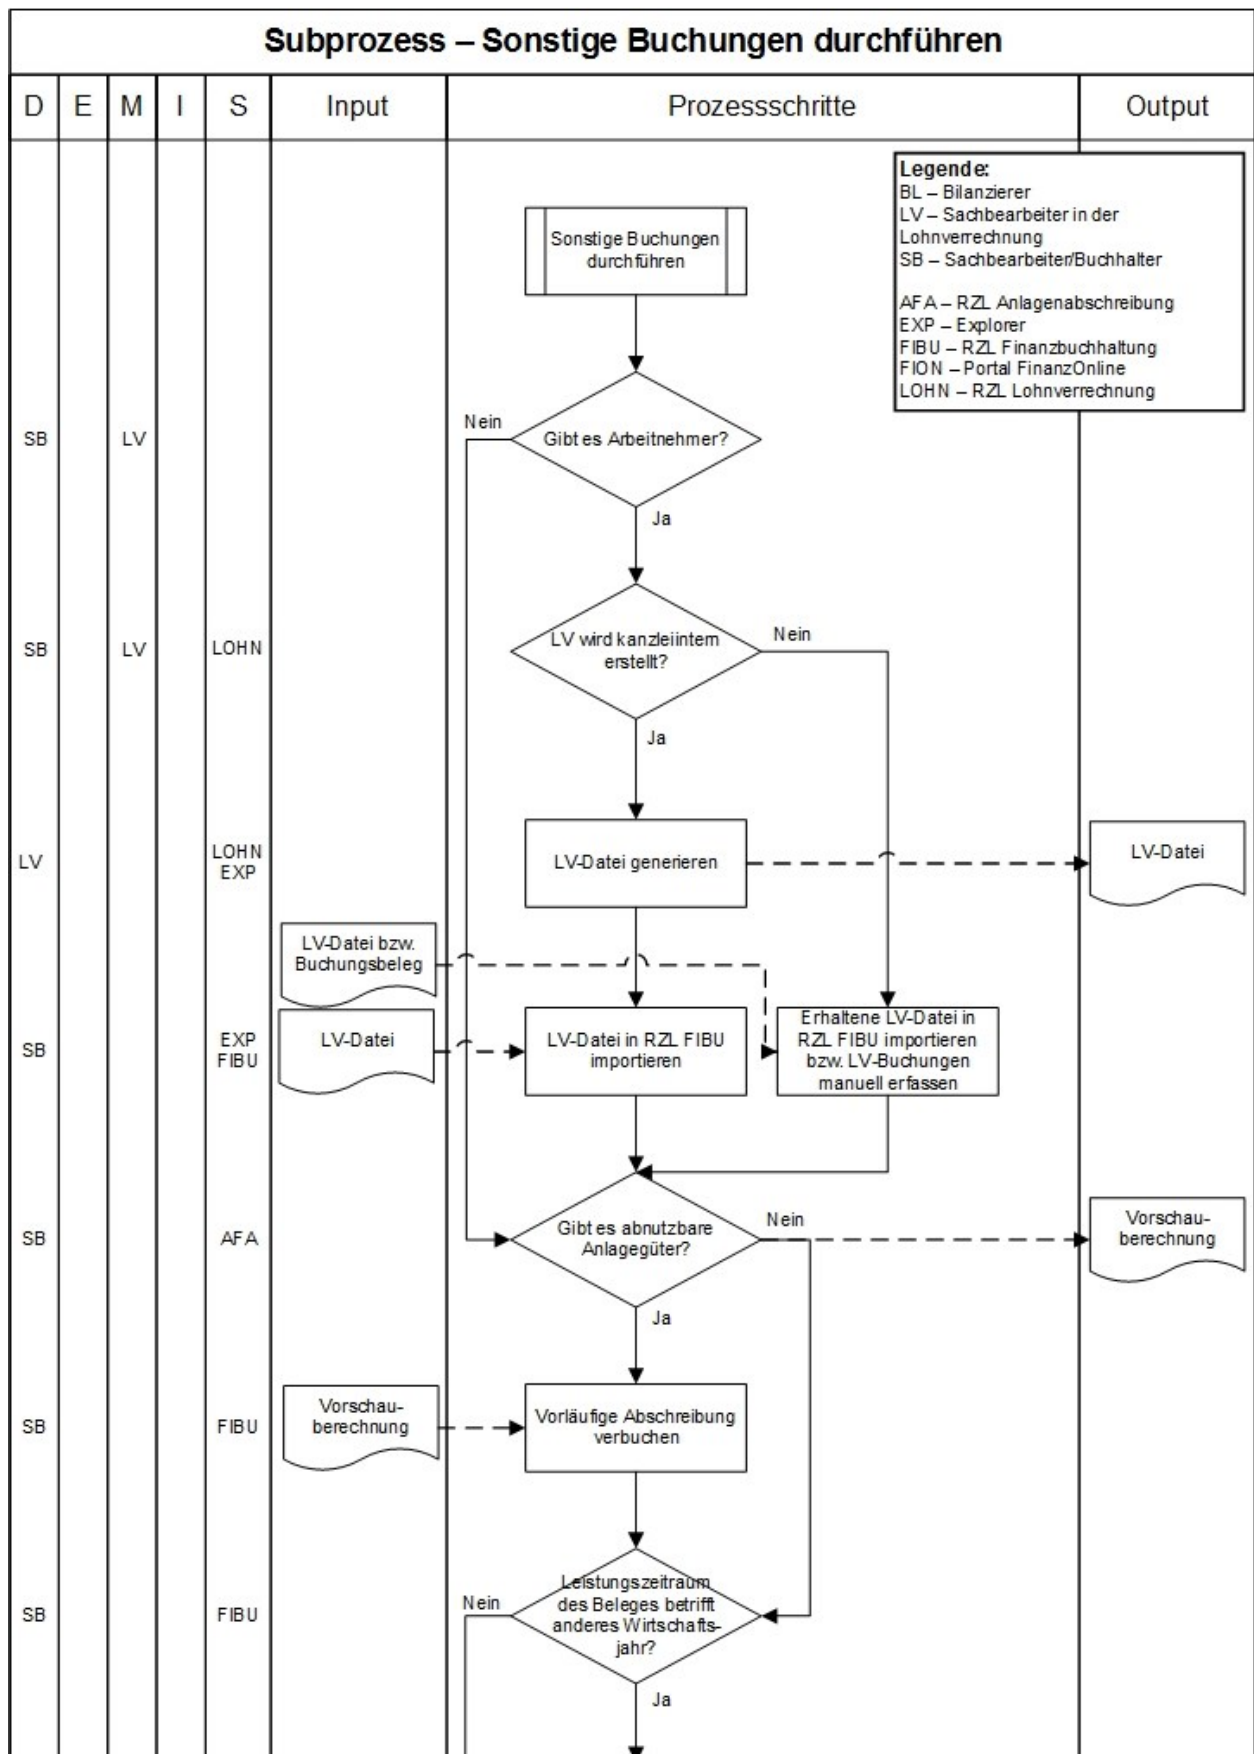 Subprozess – Sonstige Buchungen durchführen
D E M I S Input Prozessschritte Output
Legende:
BL – Bilanzierer
LV – Sachbearbeiter in der
Lohnverrechnung
SB – Sachbearbeiter/Buchhalter
AFA – RZL Anlagenabschreibung
EXP – Explorer
FIBU – RZL Finanzbuchhaltung
FION – Portal FinanzOnline
LOHN – RZL Lohnverrechnung
Sonstige Buchungen
durchführen
SB LV
Nein
Gibt es Arbeitnehmer?
Ja
SB LV LOHN
LV wird kanzleiintern
erstellt?
Nein
Ja
LV
LOHN
EXP
LV-Datei generieren
LV-Datei
LV-Datei bzw.
Buchungsbeleg
SB
EXP
FIBU
LV-Datei
LV-Datei in RZL FIBU
importieren
Erhaltene LV-Datei in
RZL FIBU importieren
bzw. LV-Buchungen
manuell erfassen
SB AFA
Gibt es abnutzbare
Anlagegüter?
Nein
Vorschau-
berechnung
Ja
SB FIBU
Vorschau-
berechnung
Vorläufige Abschreibung
verbuchen
SB FIBU
Nein
Leistungszeitraum
des Beleges betrifft
anderes Wirtschafts-
jahr?
Ja